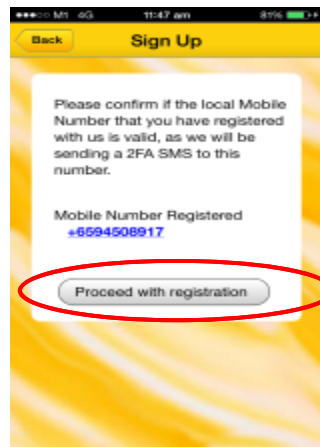 M1 4G 11:47 am 81%
Back Sign Up
Please confirm if the local Mobile
Number that you have registered
with us is valid, as we will be
sending a 2FA SMS to this
number.
Mobile Number Registered
+6594508917
Proceed with registration